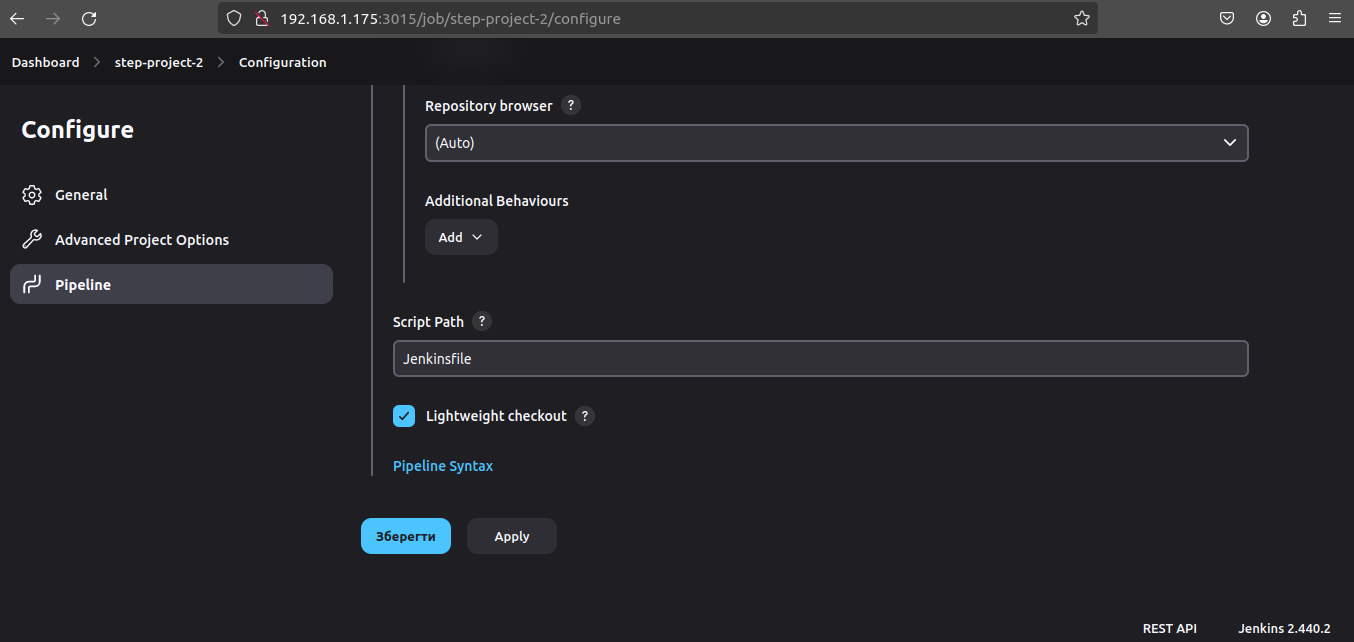 192.168.1.175:3015/job/step-project-2/configure
Dashboard > step-project-2 > Configuration
Configure
General
Advanced Project Options
Pipeline
Repository browser ?
(Auto)
Additional Behaviours
Add
Script Path ?
Jenkinsfile
Lightweight checkout ?
Pipeline Syntax
Зберегти Apply
REST API Jenkins 2.440.2